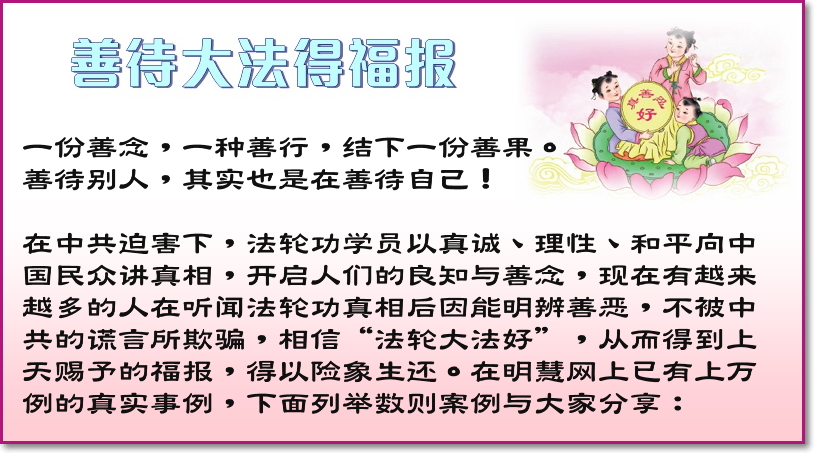 善待大法得福报
真善忍
好
一份善念，一种善行，结下一份善果。
善待别人，其实也是在善待自己！
在中共迫害下，法轮功学员以真诚、理性、和平向中
国民众讲真相，开启人们的良知与善念，现在有越来
越多的人在听闻法轮功真相后因能明辨善恶，不被中
共的谎言所欺骗，相信“法轮大法好”，从而得到上
天赐予的福报，得以险象生还。在明慧网上已有上万
例的真实事例，下面列举数则案例与大家分享：